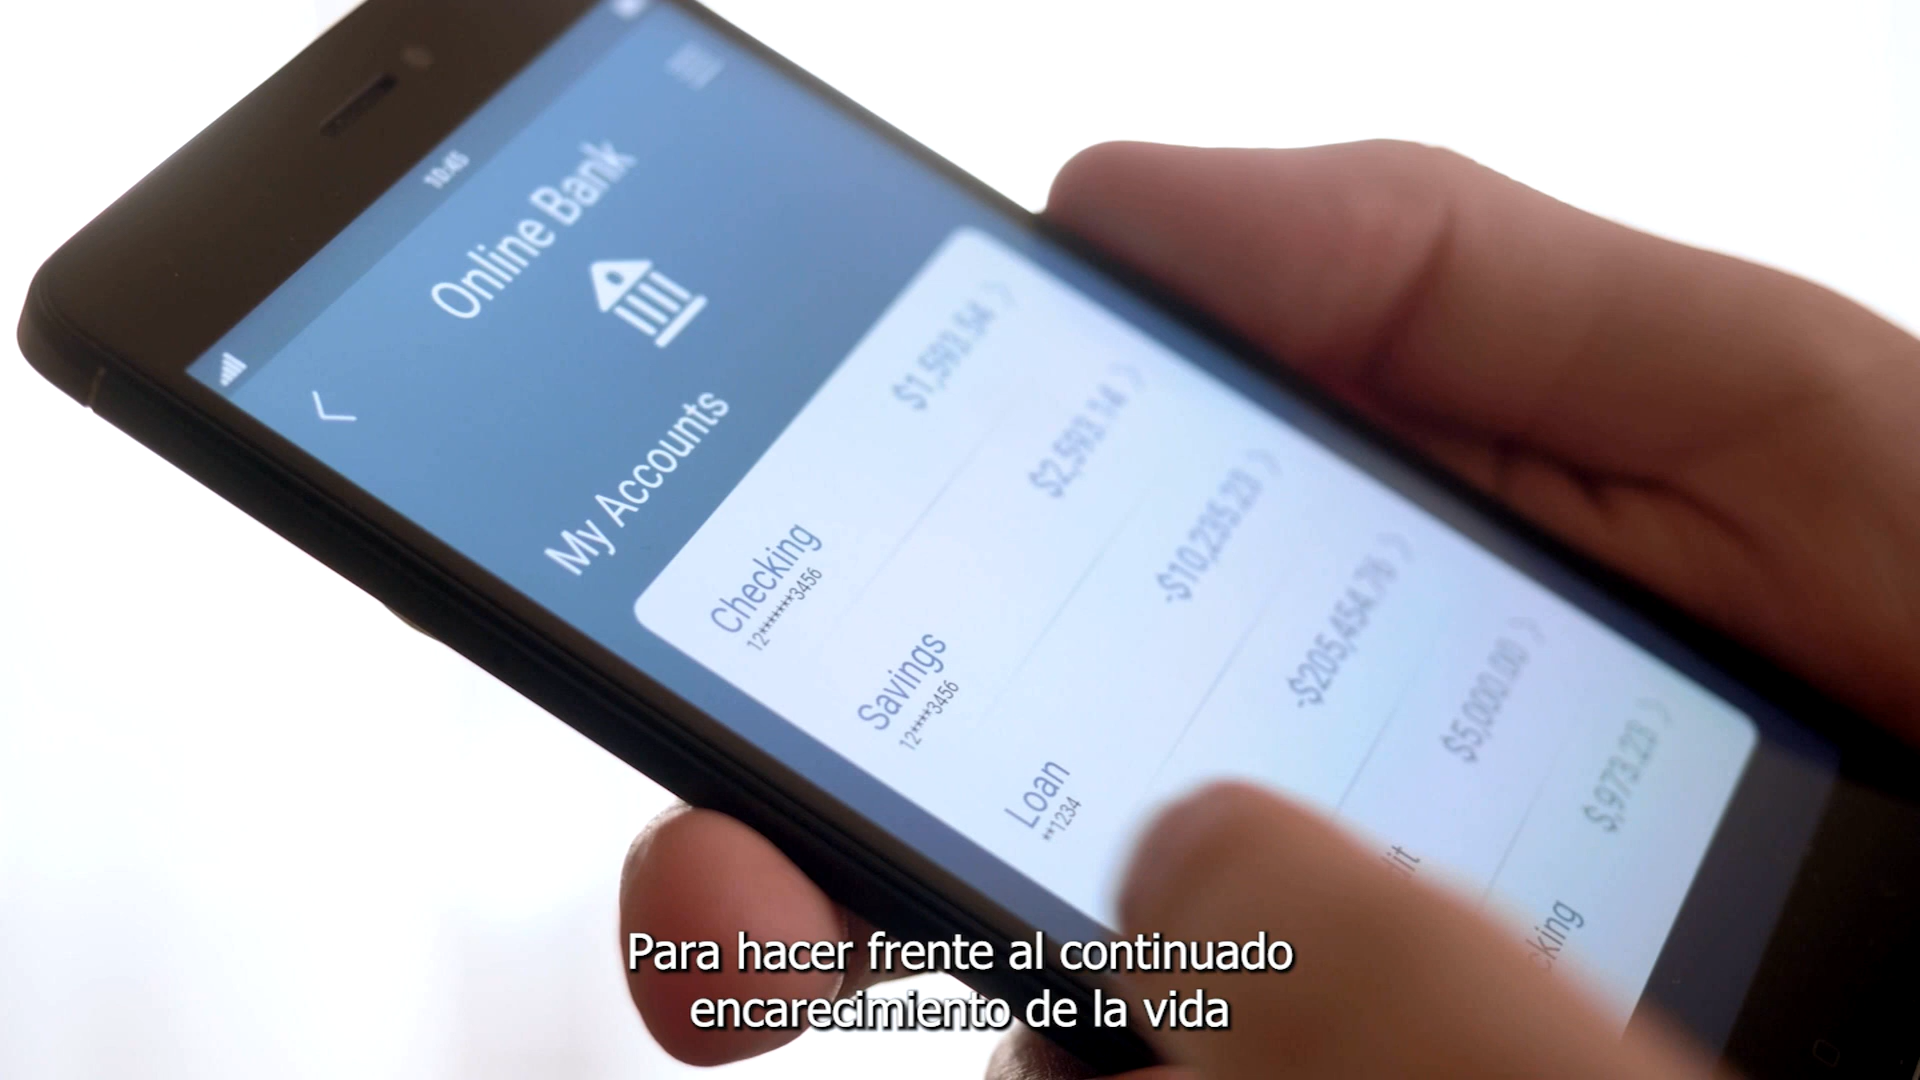 10:45
Online Bank
My Accounts
Checking
12*******3456
$1,593.54
Savings
12****3456
$2,593.14
Loan
**1234
-$10,235.23
-$205,454.76
$5,000.00
$,973.23
Para hacer frente al continuado
encarecimiento de la vida